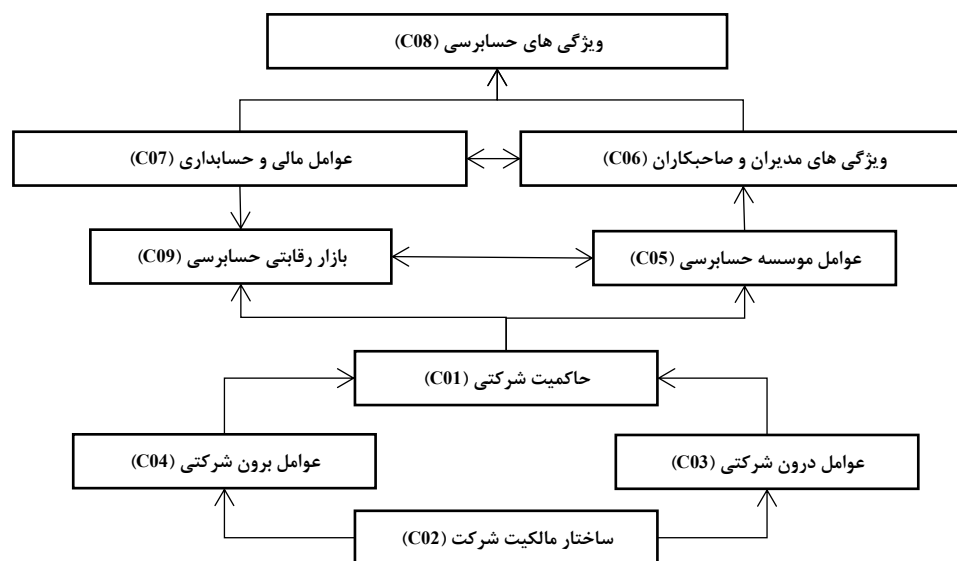 ویژگی های حسابرسی (C08)
ویژگی های مدیران و صاحبکاران (C06)
عوامل مالی و حسابداری (C07)
عوامل موسسه حسابرسی (C05)
بازار رقابتی حسابرسی (C09)
حاکمیت شرکتی (C01)
عوامل درون شرکتی (C03)
عوامل برون شرکتی (C04)
ساختار مالکیت شرکت (C02)